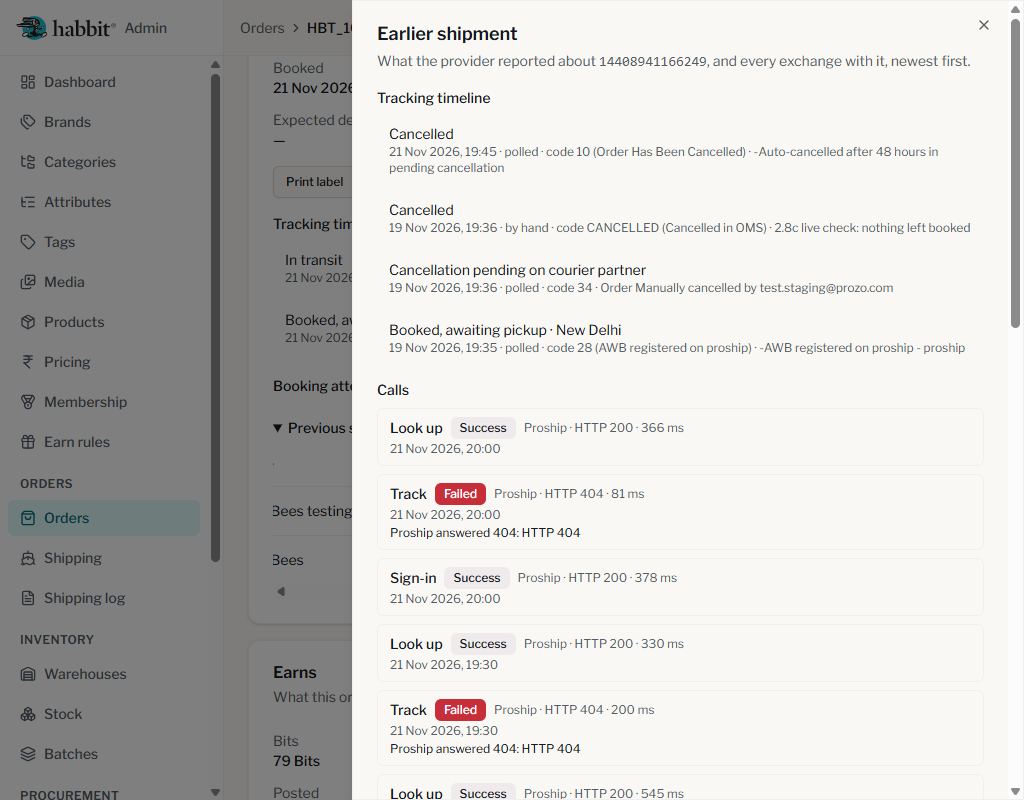 habbit® Admin
Dashboard
Brands
Categories
Attributes
Tags
Media
Products
Pricing
Membership
Earn rules
ORDERS
Orders
Shipping
Shipping log
INVENTORY
Warehouses
Stock
Batches
PROCUREMENT
Orders > HBT_1
Booked
21 Nov 2026
Expected de
—
Print label
Tracking tim
In transit
21 Nov 2026
Booked, aw
21 Nov 2026
Booking atte
▼ Previous s
Bees testing
Bees
Earns
What this or
Bits
79 Bits
Posted
Earlier shipment
What the provider reported about 14408941166249, and every exchange with it, newest first.
Tracking timeline
Cancelled
21 Nov 2026, 19:45 · polled · code 10 (Order Has Been Cancelled) · -Auto-cancelled after 48 hours in
pending cancellation
Cancelled
19 Nov 2026, 19:36 · by hand · code CANCELLED (Cancelled in OMS) · 2.8c live check: nothing left booked
Cancellation pending on courier partner
19 Nov 2026, 19:36 · polled · code 34 · Order Manually cancelled by test.staging@prozo.com
Booked, awaiting pickup · New Delhi
19 Nov 2026, 19:35 · polled · code 28 (AWB registered on proship) · -AWB registered on proship - proship
Calls
Look up Success Proship · HTTP 200 · 366 ms
21 Nov 2026, 20:00
Track Failed Proship · HTTP 404 · 81 ms
21 Nov 2026, 20:00
Proship answered 404: HTTP 404
Sign-in Success Proship · HTTP 200 · 378 ms
21 Nov 2026, 20:00
Look up Success Proship · HTTP 200 · 330 ms
21 Nov 2026, 19:30
Track Failed Proship · HTTP 404 · 200 ms
21 Nov 2026, 19:30
Proship answered 404: HTTP 404
Look up Success Proship · HTTP 200 · 545 ms